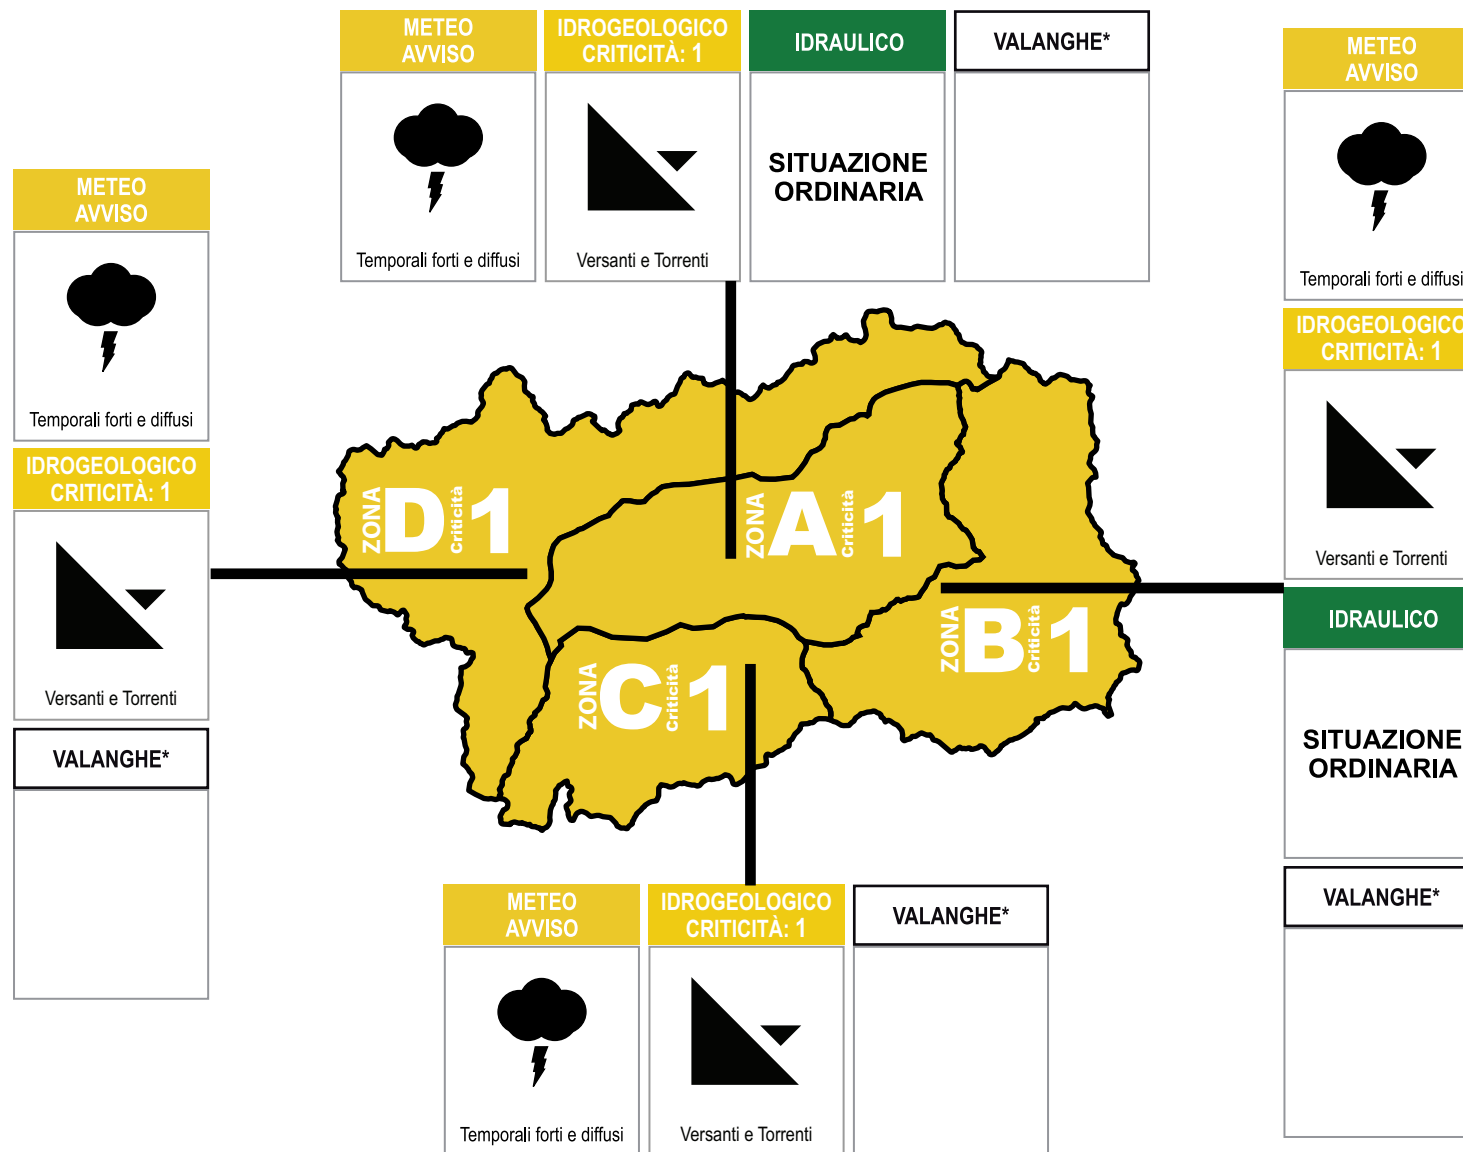 METEO
AVVISO
Temporali forti e diffusi
IDROGEOLOGICO
CRITICITÀ: 1
Versanti e Torrenti
IDRAULICO
SITUAZIONE
ORDINARIA
VALANGHE*
METEO
AVVISO
Temporali forti e diffusi
IDROGEOLOGICO
CRITICITÀ: 1
Versanti e Torrenti
VALANGHE*
ZONA D Criticità 1
ZONA A Criticità 1
ZONA B Criticità 1
ZONA C Criticità 1
METEO
AVVISO
Temporali forti e diffusi
IDROGEOLOGICO
CRITICITÀ: 1
Versanti e Torrenti
IDRAULICO
SITUAZIONE
ORDINARIA
VALANGHE*
METEO
AVVISO
Temporali forti e diffusi
IDROGEOLOGICO
CRITICITÀ: 1
Versanti e Torrenti
VALANGHE*